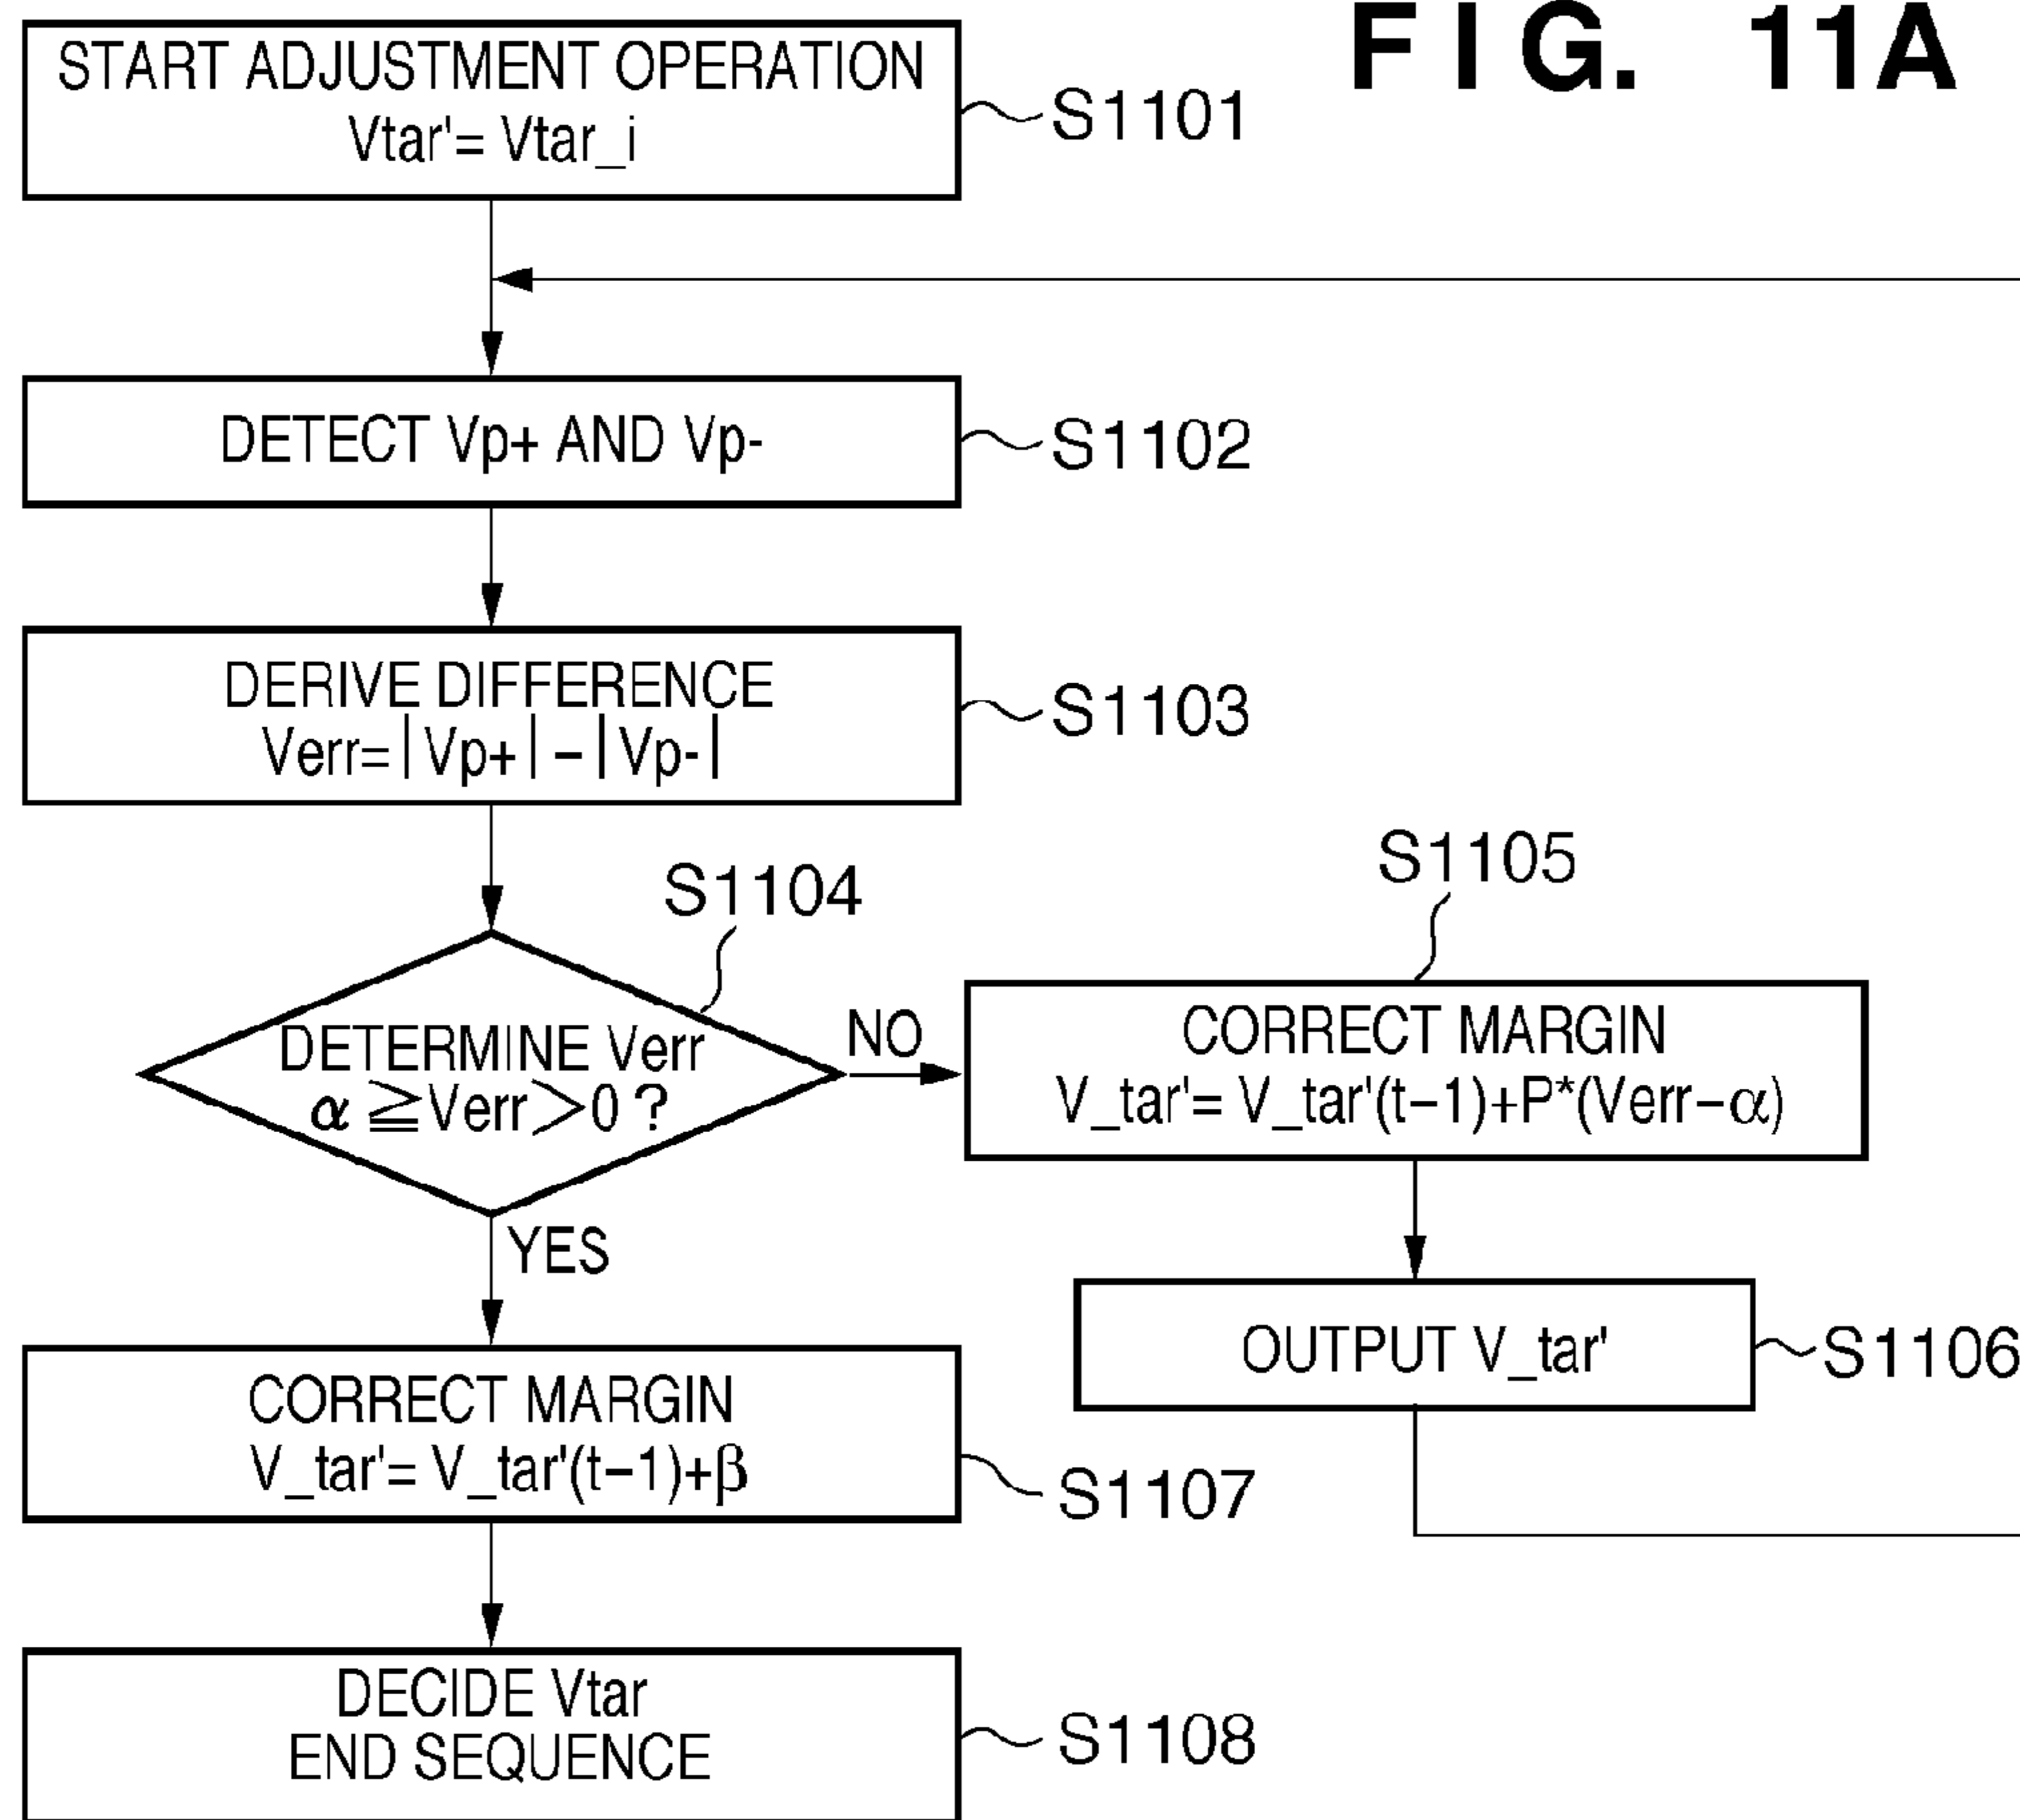 FIG. 11A
START ADJUSTMENT OPERATION
Vtar'= Vtar_i
S1101
DETECT Vp+ AND Vp-
S1102
DERIVE DIFFERENCE
Verr=|Vp+|−|Vp-|
S1103
S1104
DETERMINE Verr
α ≧Verr>0 ?
NO
YES
S1105
CORRECT MARGIN
V_tar'= V_tar'(t−1)+P*(Verr−α)
OUTPUT V_tar'
S1106
CORRECT MARGIN
V_tar'= V_tar'(t−1)+β
S1107
DECIDE Vtar
END SEQUENCE
S1108